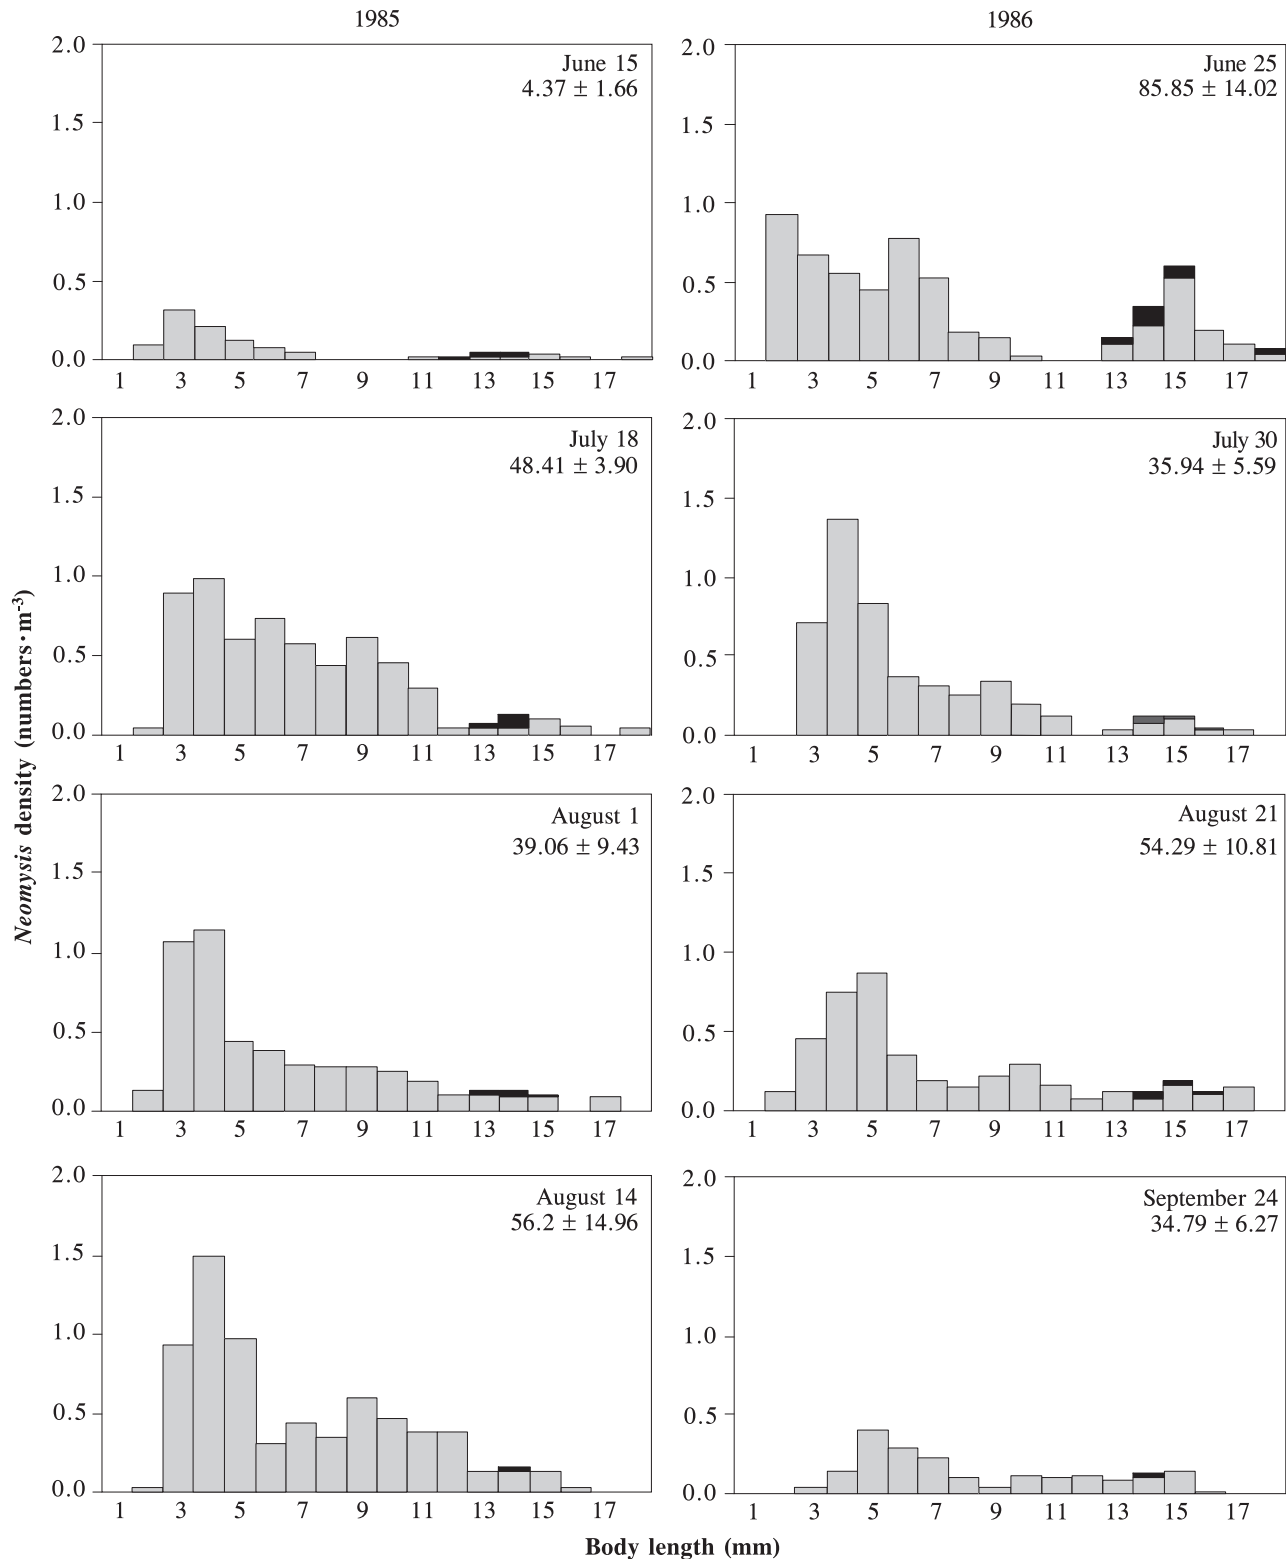 1985
1986
June 15
4.37 ± 1.66
2.0
1.5
1.0
0.5
0.0
1 3 5 7 9 11 13 15 17
June 25
85.85 ± 14.02
2.0
1.5
1.0
0.5
0.0
1 3 5 7 9 11 13 15 17
July 18
48.41 ± 3.90
2.0
1.5
1.0
0.5
0.0
1 3 5 7 9 11 13 15 17
July 30
35.94 ± 5.59
2.0
1.5
1.0
0.5
0.0
1 3 5 7 9 11 13 15 17
August 1
39.06 ± 9.43
2.0
1.5
1.0
0.5
0.0
1 3 5 7 9 11 13 15 17
August 21
54.29 ± 10.81
2.0
1.5
1.0
0.5
0.0
1 3 5 7 9 11 13 15 17
August 14
56.2 ± 14.96
2.0
1.5
1.0
0.5
0.0
1 3 5 7 9 11 13 15 17
September 24
34.79 ± 6.27
2.0
1.5
1.0
0.5
0.0
1 3 5 7 9 11 13 15 17
Neomysis density (numbers·m⁻³)
Body length (mm)